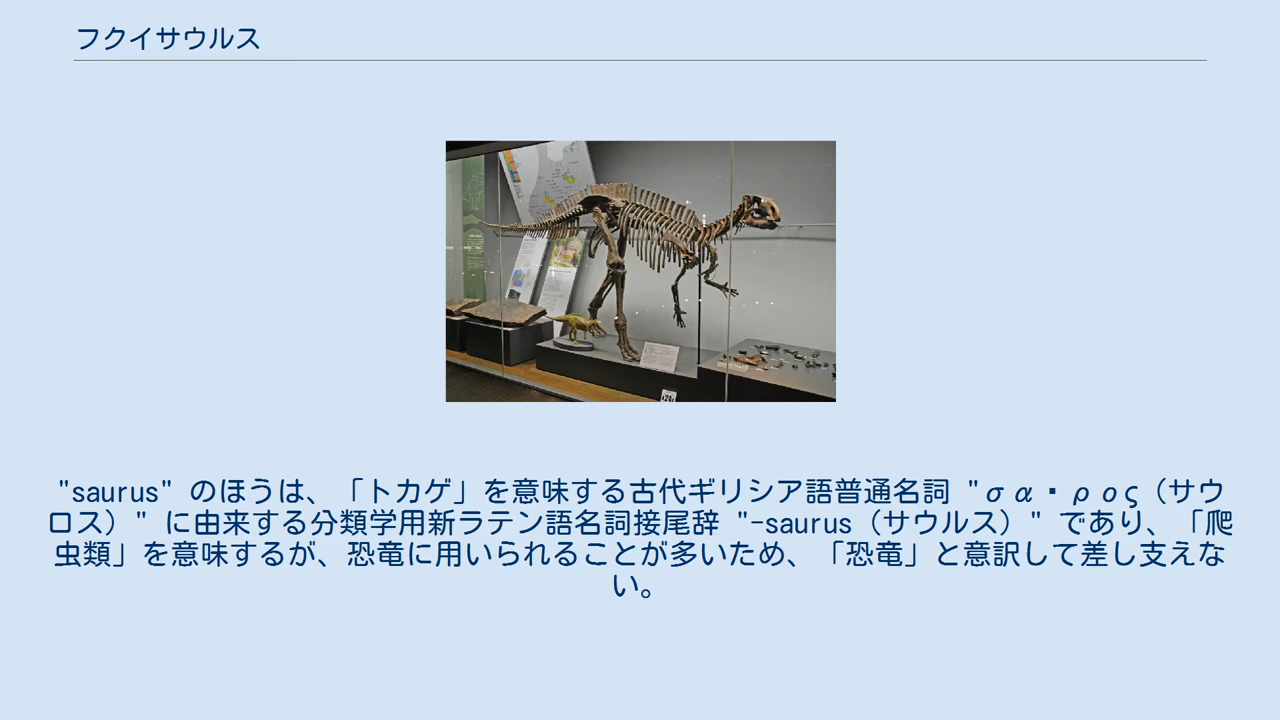 フクイサウルス
"saurus" のほうは、「トカゲ」を意味する古代ギリシア語普通名詞 "σα・ρος（サウ
ロス）" に由来する分類学用新ラテン語名詞接尾辞 "-saurus（サウルス）" であり、「爬
虫類」を意味するが、恐竜に用いられることが多いため、「恐竜」と意訳して差し支えな
い。